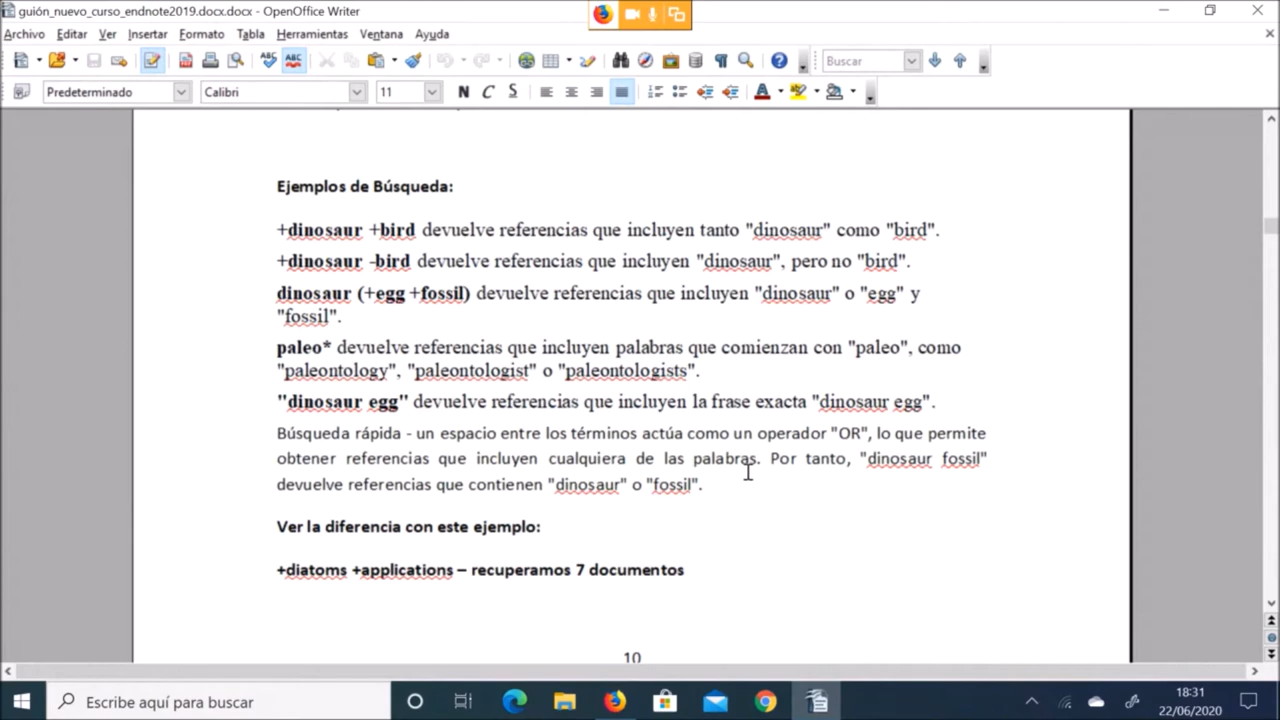 guión_nuevo_curso_endnote2019.docx.docx - OpenOffice Writer
Archivo Editar Ver Insertar Formato Tabla Herramientas Ventana Ayuda
Buscar
Predeterminado Calibri 11 N C S
Ejemplos de Búsqueda:
+dinosaur +bird devuelve referencias que incluyen tanto "dinosaur" como "bird".
+dinosaur -bird devuelve referencias que incluyen "dinosaur", pero no "bird".
dinosaur (+egg +fossil) devuelve referencias que incluyen "dinosaur" o "egg" y
"fossil".
paleo* devuelve referencias que incluyen palabras que comienzan con "paleo", como
"paleontology", "paleontologist" o "paleontologists".
"dinosaur egg" devuelve referencias que incluyen la frase exacta "dinosaur egg".
Búsqueda rápida - un espacio entre los términos actúa como un operador "OR", lo que permite
obtener referencias que incluyen cualquiera de las palabras. Por tanto, "dinosaur fossil"
devuelve referencias que contienen "dinosaur" o "fossil".
Ver la diferencia con este ejemplo:
+diatoms +applications – recuperamos 7 documentos
10
Escribe aquí para buscar
18:31
22/06/2020